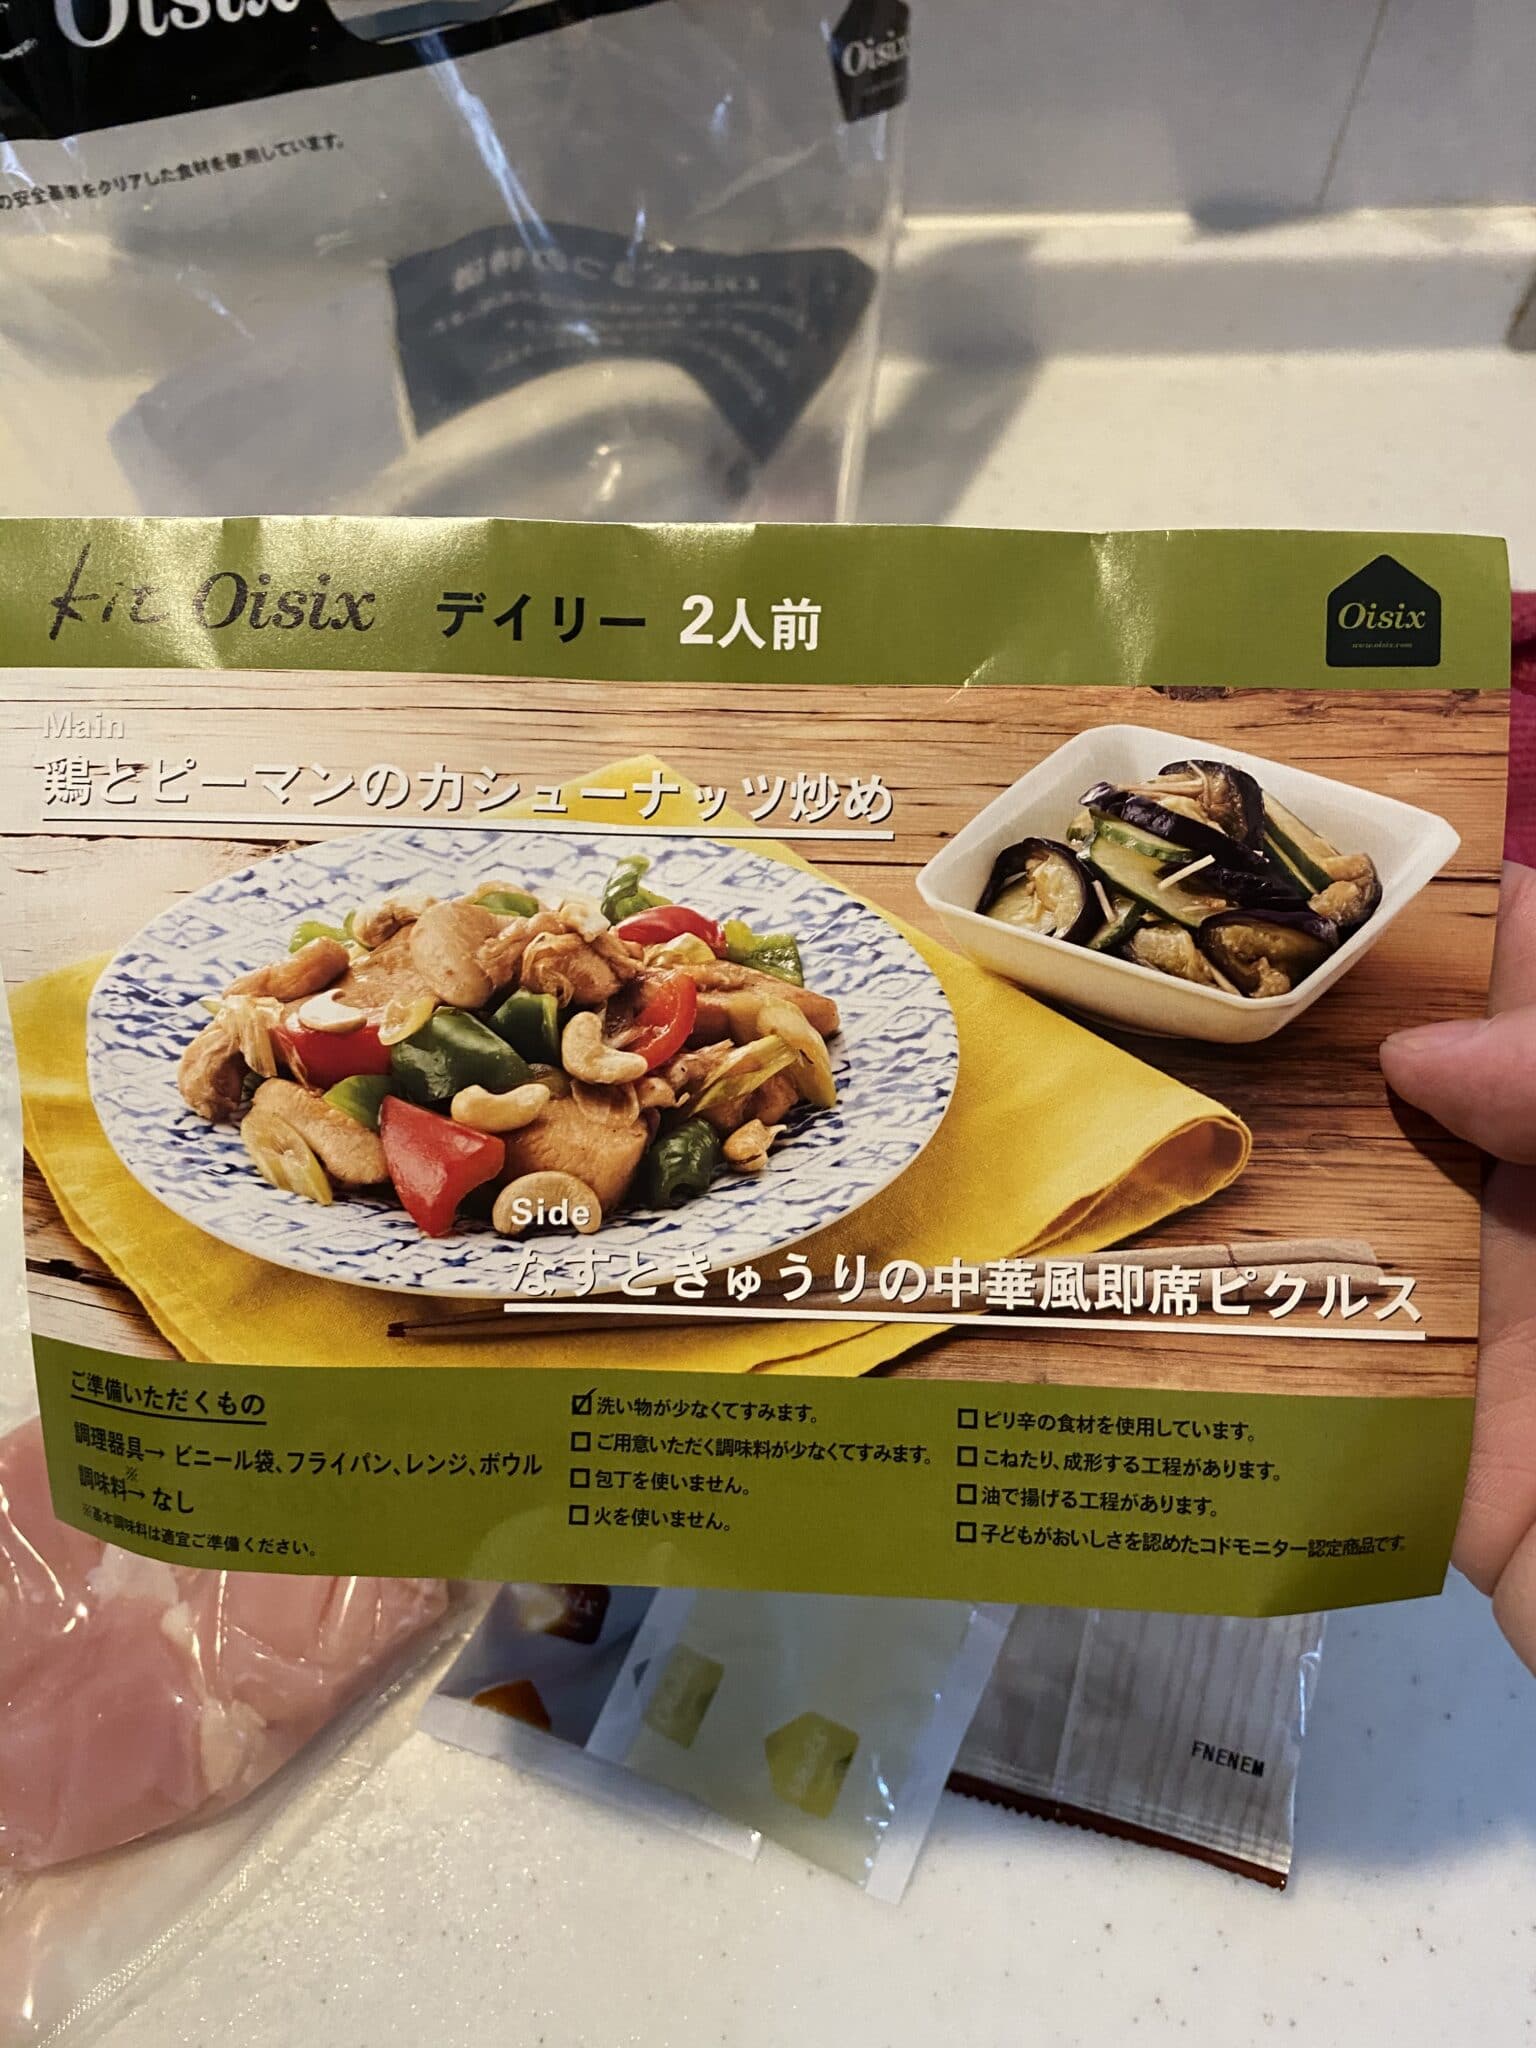 Oisix
Oisix
の安全基準をクリアした食材を使用しています。
Kit Oisix デイリー 2人前
Oisix
www.oisix.com
Main
鶏とピーマンのカシューナッツ炒め
Side
なすときゅうりの中華風即席ピクルス
ご準備いただくもの
調理器具→ ビニール袋、フライパン、レンジ、ボウル
調味料※→ なし
※基本調味料は適宜ご準備ください。
☑ 洗い物が少なくてすみます。
□ ご用意いただく調味料が少なくてすみます。
□ 包丁を使いません。
□ 火を使いません。
□ ピリ辛の食材を使用しています。
□ こねたり、成形する工程があります。
□ 油で揚げる工程があります。
□ 子どもがおいしさを認めたコドモニター認定商品です。
FNENEM